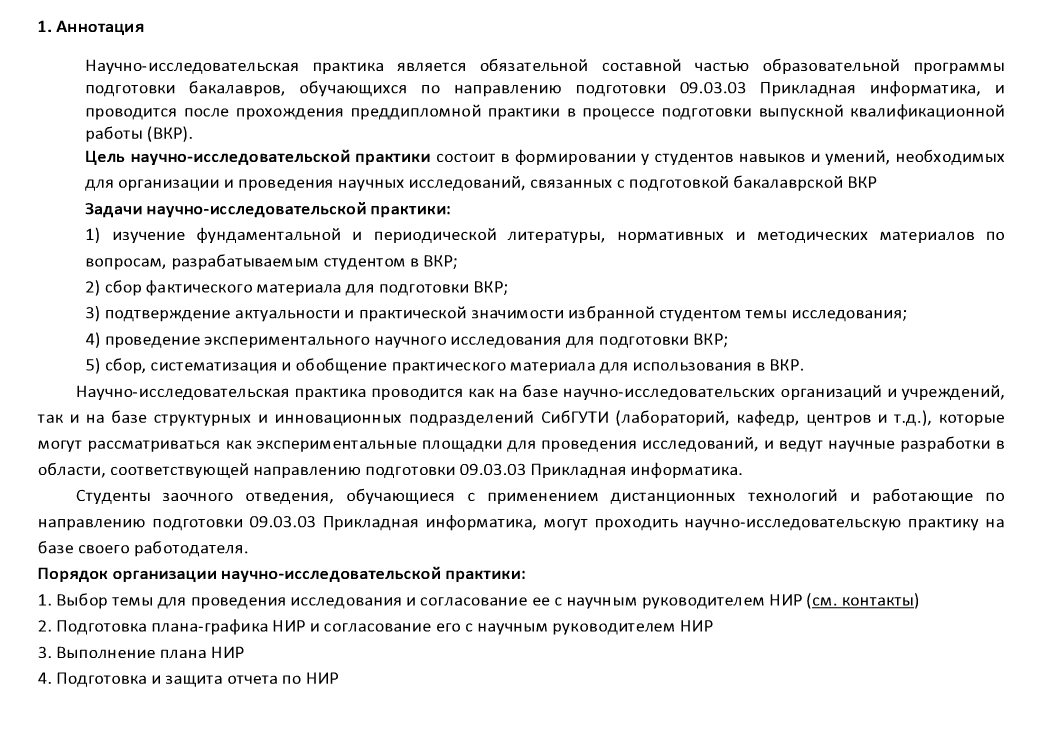 1. Аннотация
Научно-исследовательская практика является обязательной составной частью образовательной программы
подготовки бакалавров, обучающихся по направлению подготовки 09.03.03 Прикладная информатика, и
проводится после прохождения преддипломной практики в процессе подготовки выпускной квалификационной
работы (ВКР).
Цель научно-исследовательской практики состоит в формировании у студентов навыков и умений, необходимых
для организации и проведения научных исследований, связанных с подготовкой бакалаврской ВКР
Задачи научно-исследовательской практики:
1) изучение фундаментальной и периодической литературы, нормативных и методических материалов по
вопросам, разрабатываемым студентом в ВКР;
2) сбор фактического материала для подготовки ВКР;
3) подтверждение актуальности и практической значимости избранной студентом темы исследования;
4) проведение экспериментального научного исследования для подготовки ВКР;
5) сбор, систематизация и обобщение практического материала для использования в ВКР.
Научно-исследовательская практика проводится как на базе научно-исследовательских организаций и учреждений,
так и на базе структурных и инновационных подразделений СибГУТИ (лабораторий, кафедр, центров и т.д.), которые
могут рассматриваться как экспериментальные площадки для проведения исследований, и ведут научные разработки в
области, соответствующей направлению подготовки 09.03.03 Прикладная информатика.
Студенты заочного отведения, обучающиеся с применением дистанционных технологий и работающие по
направлению подготовки 09.03.03 Прикладная информатика, могут проходить научно-исследовательскую практику на
базе своего работодателя.
Порядок организации научно-исследовательской практики:
1. Выбор темы для проведения исследования и согласование ее с научным руководителем НИР (см. контакты)
2. Подготовка плана-графика НИР и согласование его с научным руководителем НИР
3. Выполнение плана НИР
4. Подготовка и защита отчета по НИР